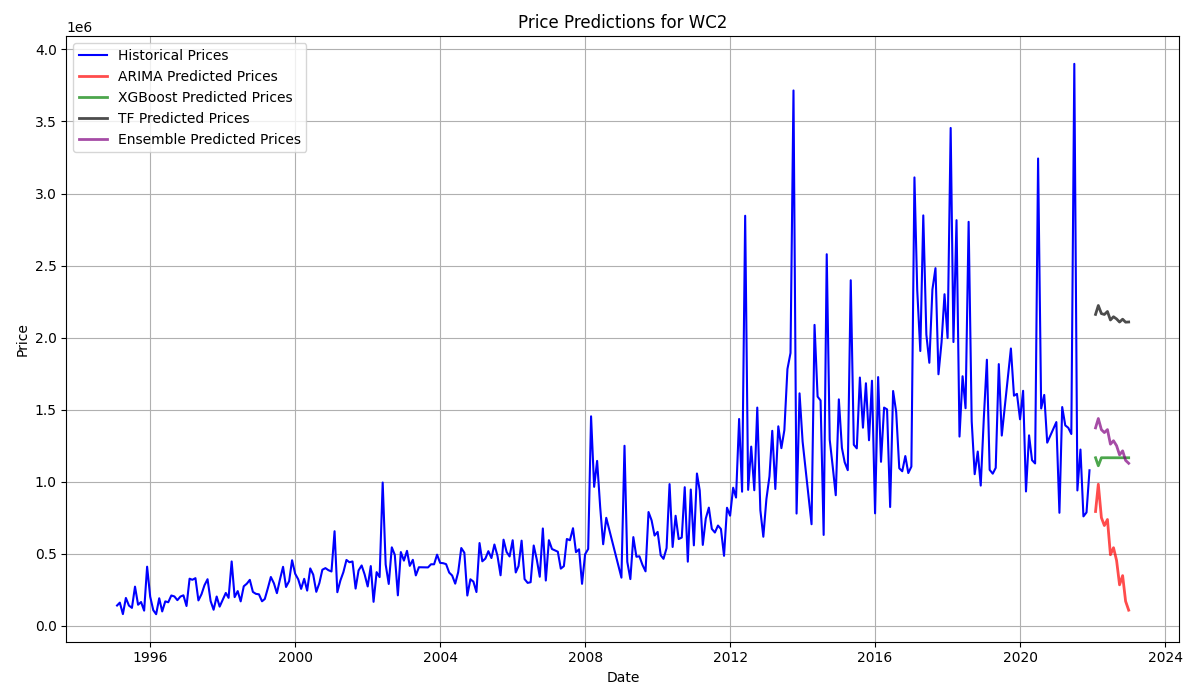 Price Predictions for WC2
1e6
Historical Prices
ARIMA Predicted Prices
XGBoost Predicted Prices
TF Predicted Prices
Ensemble Predicted Prices
4.0
3.5
3.0
2.5
2.0
1.5
1.0
0.5
0.0
Price
1996 2000 2004 2008 2012 2016 2020 2024
Date